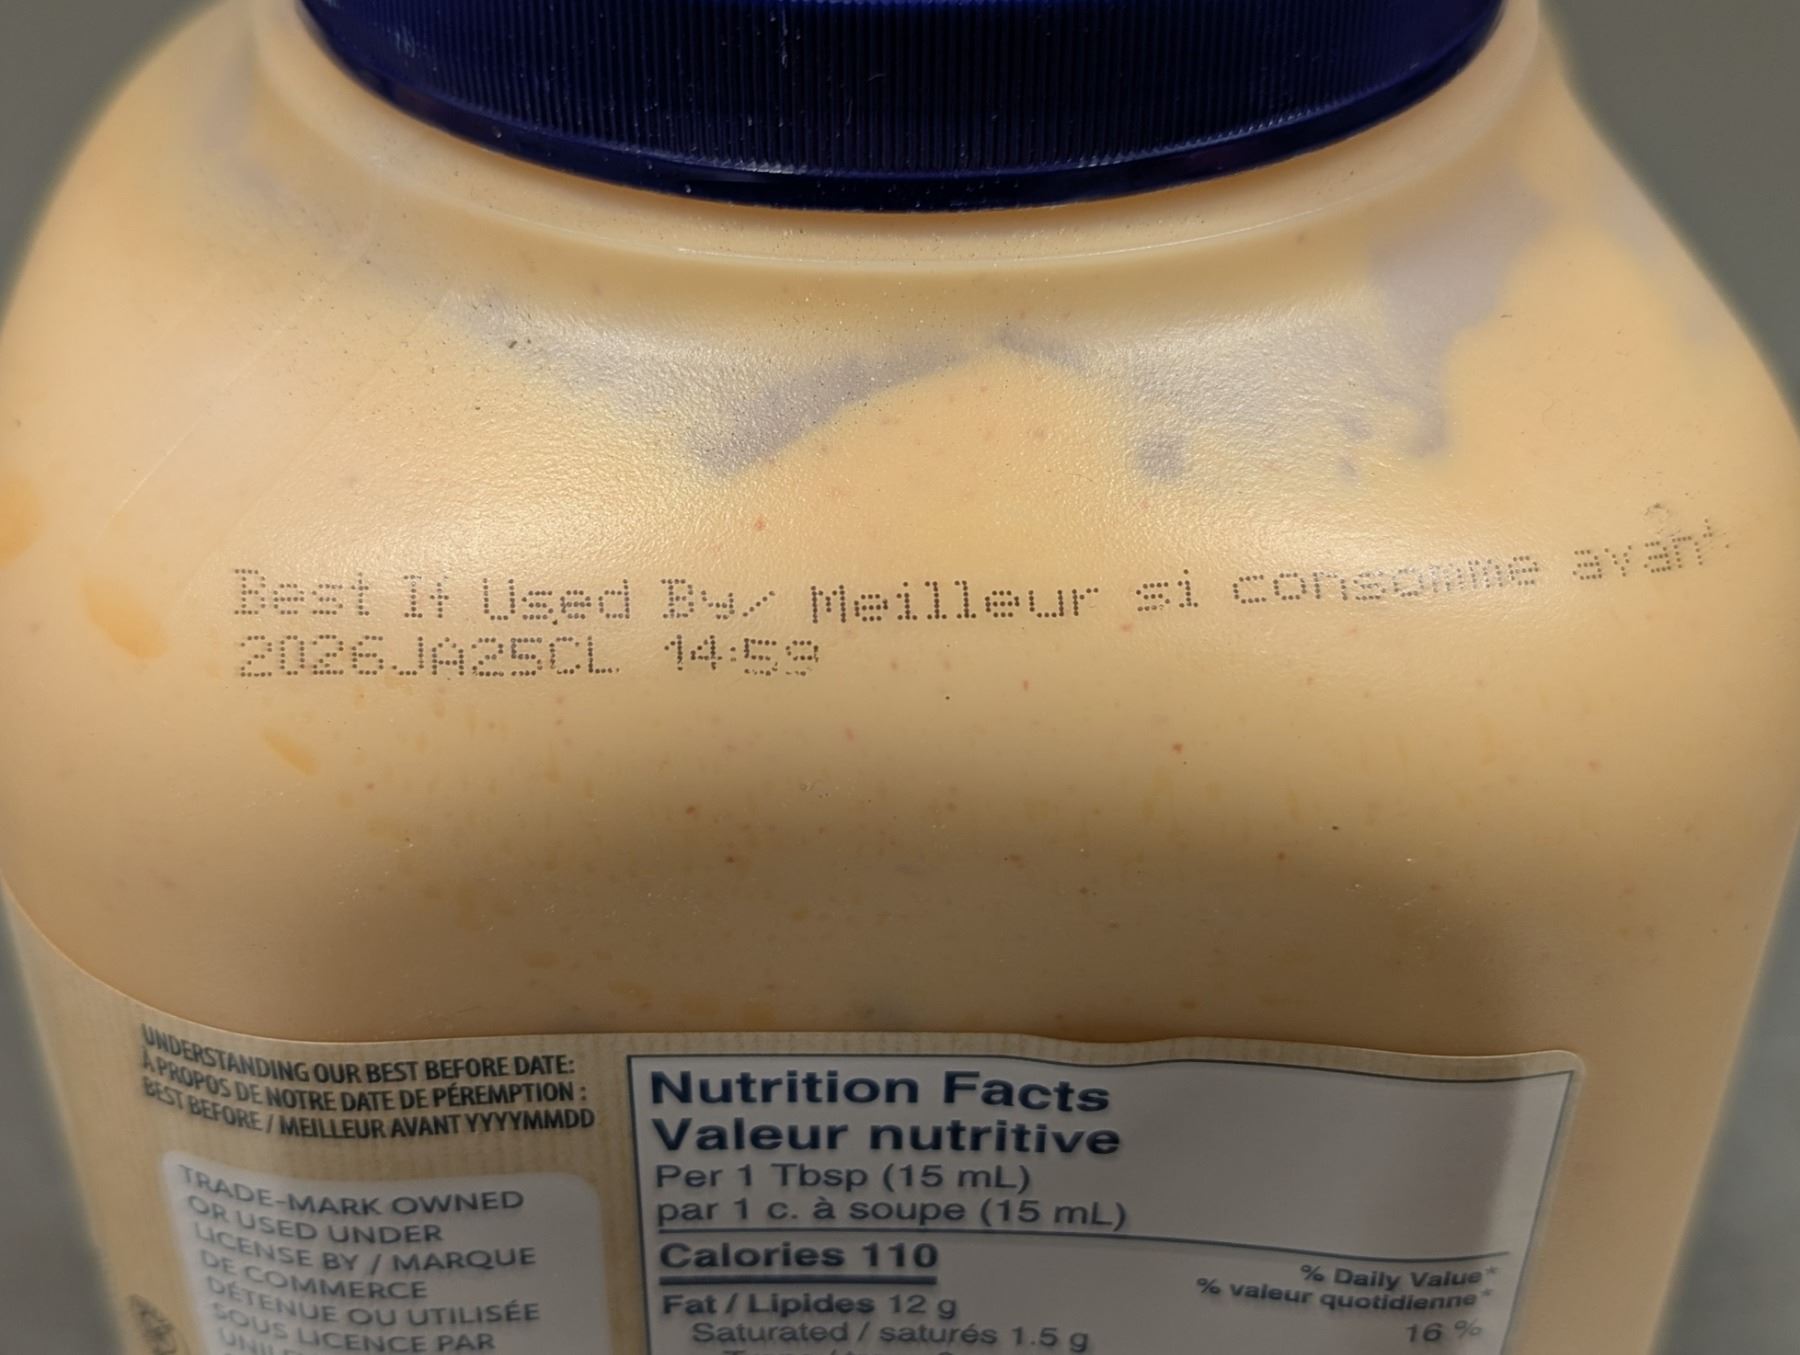 Best If Used By/ Meilleur si consomme avant
2026JA25CL 14:59
UNDERSTANDING OUR BEST BEFORE DATE:
À PROPOS DE NOTRE DATE DE PÉREMPTION :
BEST BEFORE / MEILLEUR AVANT YYYYMMDD
TRADE-MARK OWNED
OR USED UNDER
LICENSE BY / MARQUE
DE COMMERCE
DÉTENUE OU UTILISÉE
SOUS LICENCE PAR
Nutrition Facts
Valeur nutritive
Per 1 Tbsp (15 mL)
par 1 c. à soupe (15 mL)
Calories 110
% Daily Value*
% valeur quotidienne*
Fat / Lipides 12 g
16 %
Saturated / saturés 1.5 g